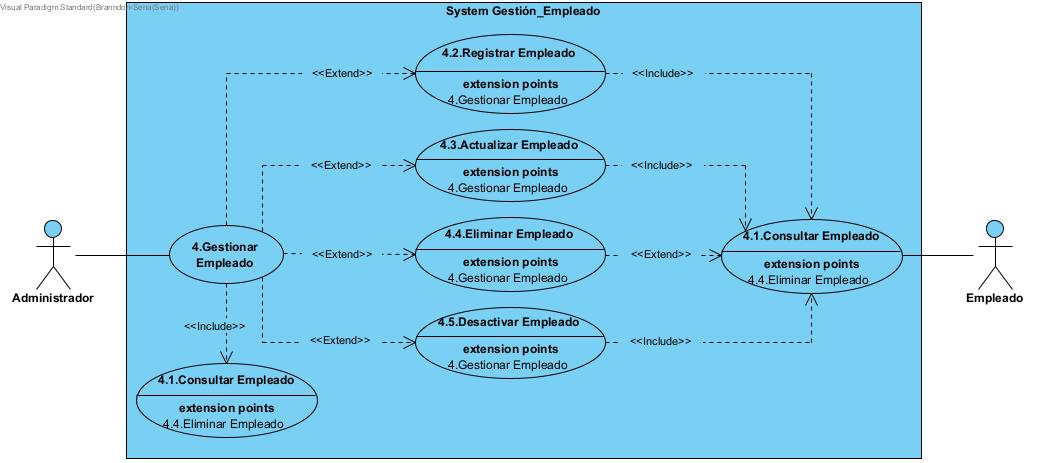 Visual Paradigm Standard(Branndon-Sena(Sena))
System Gestión_Empleado
4.2.Registrar Empleado
extension points
4.Gestionar Empleado
<<Extend>>
<<Include>>
4.3.Actualizar Empleado
extension points
4.Gestionar Empleado
<<Extend>>
<<Include>>
4.Gestionar
Empleado
4.4.Eliminar Empleado
extension points
4.Gestionar Empleado
<<Extend>>
<<Include>>
4.1.Consultar Empleado
extension points
4.4.Eliminar Empleado
Administrador
Empleado
4.5.Desactivar Empleado
extension points
4.Gestionar Empleado
<<Extend>>
<<Include>>
<<Include>>
4.1.Consultar Empleado
extension points
4.4.Eliminar Empleado